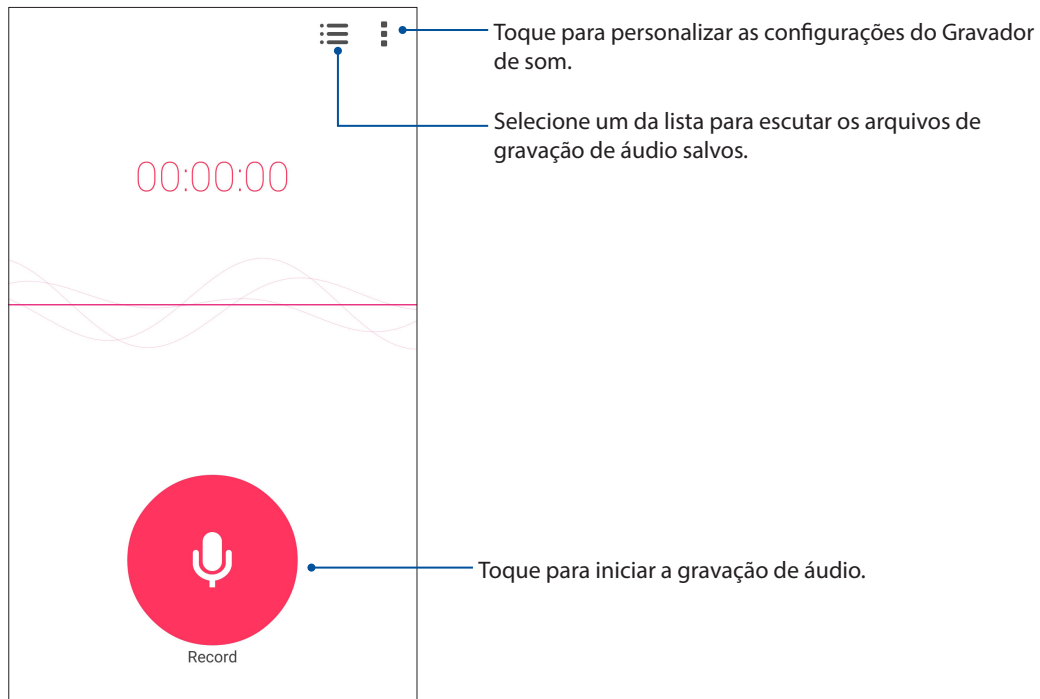 Toque para personalizar as configurações do Gravador
de som.
Selecione um da lista para escutar os arquivos de
gravação de áudio salvos.
00:00:00
Toque para iniciar a gravação de áudio.
Record